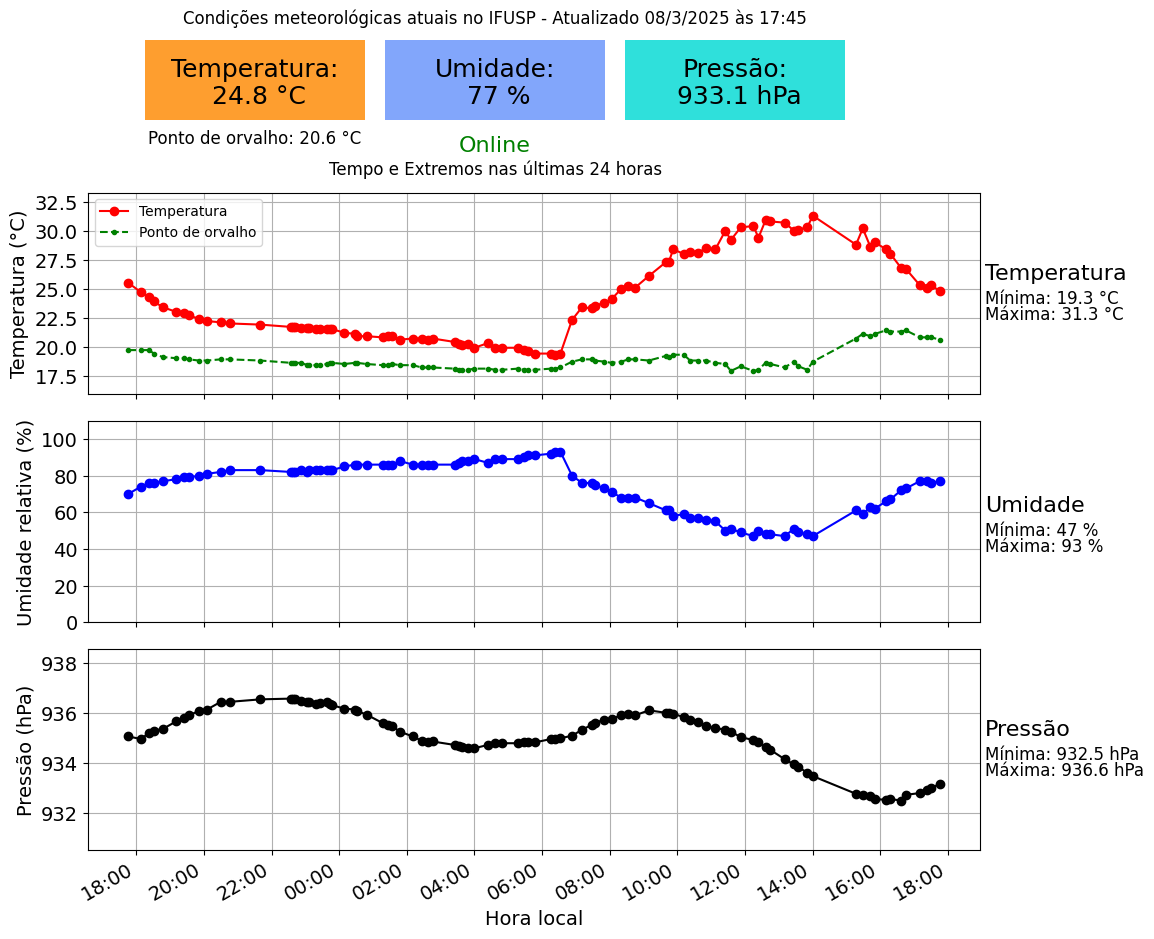 Condições meteorológicas atuais no IFUSP - Atualizado 08/3/2025 às 17:45
Temperatura:
24.8 °C
Umidade:
77 %
Pressão:
933.1 hPa
Ponto de orvalho: 20.6 °C
Online
Tempo e Extremos nas últimas 24 horas
Temperatura (°C)
32.5
30.0
27.5
25.0
22.5
20.0
17.5
Temperatura
Ponto de orvalho
Temperatura
Mínima: 19.3 °C
Máxima: 31.3 °C
Umidade relativa (%)
100
80
60
40
20
0
Umidade
Mínima: 47 %
Máxima: 93 %
Pressão (hPa)
938
936
934
932
Pressão
Mínima: 932.5 hPa
Máxima: 936.6 hPa
18:00 20:00 22:00 00:00 02:00 04:00 06:00 08:00 10:00 12:00 14:00 16:00 18:00
Hora local